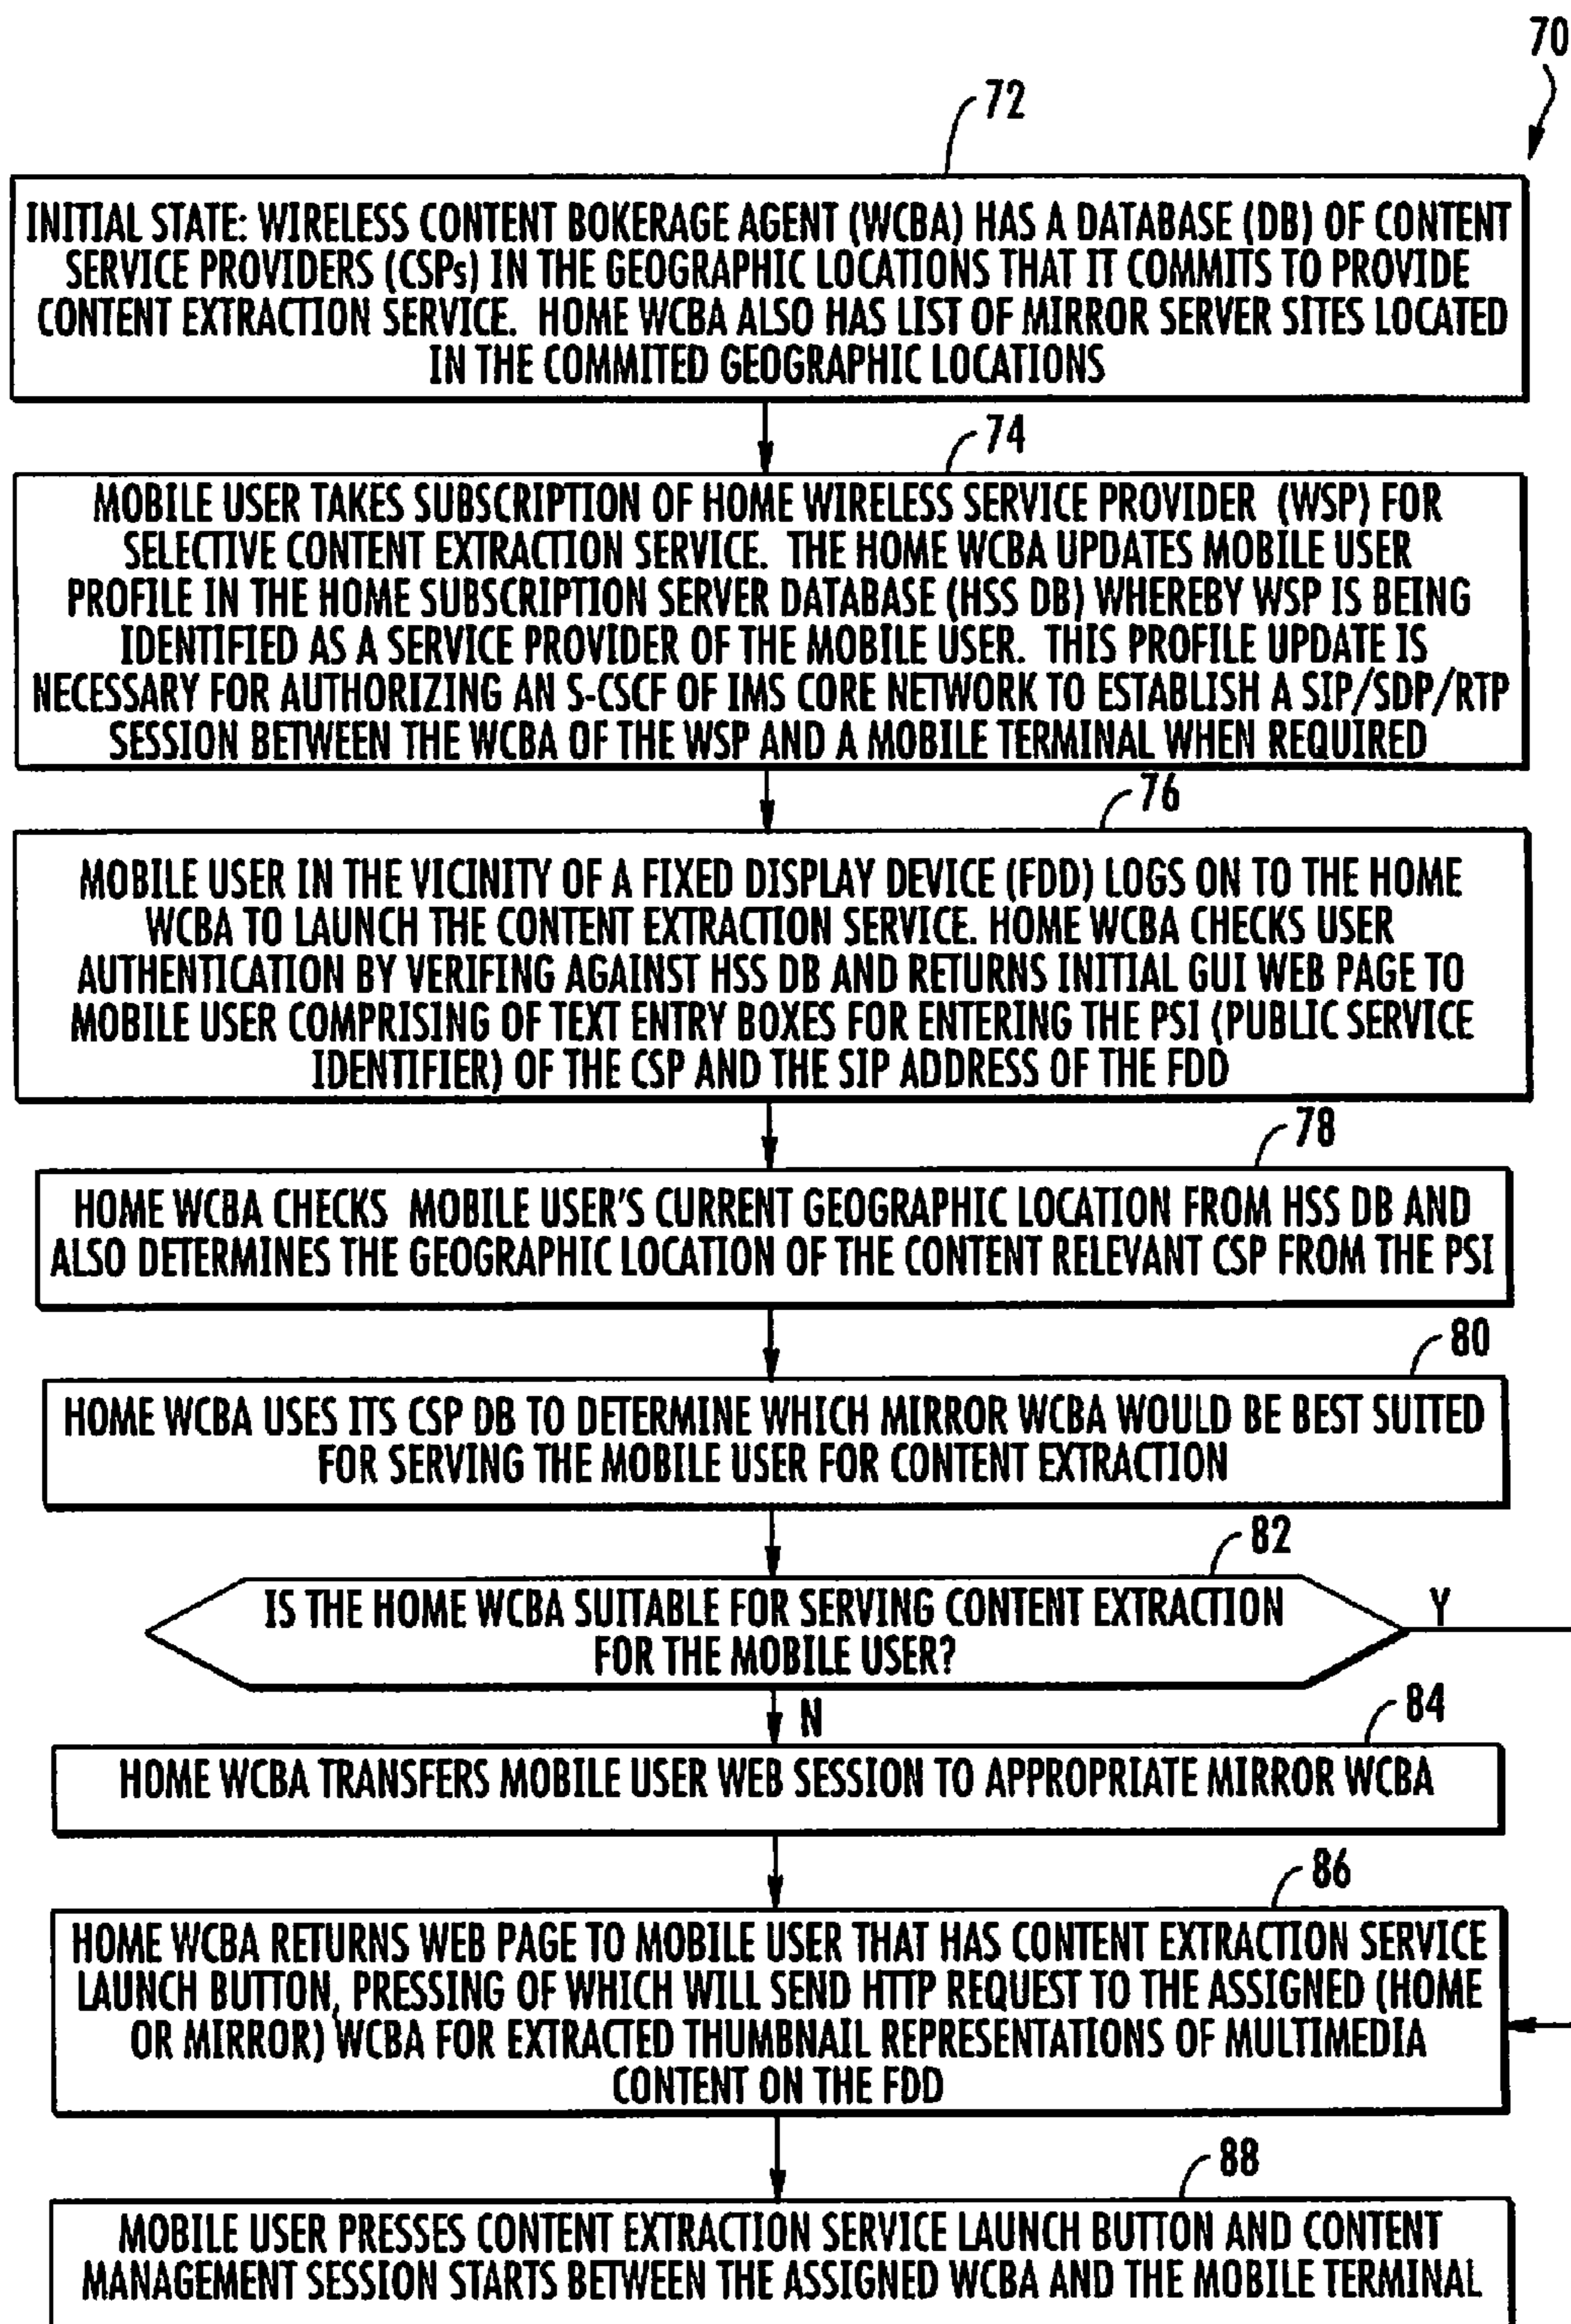 70
72
INITIAL STATE: WIRELESS CONTENT BOKERAGE AGENT (WCBA) HAS A DATABASE (DB) OF CONTENT
SERVICE PROVIDERS (CSPs) IN THE GEOGRAPHIC LOCATIONS THAT IT COMMITS TO PROVIDE
CONTENT EXTRACTION SERVICE. HOME WCBA ALSO HAS LIST OF MIRROR SERVER SITES LOCATED
IN THE COMMITED GEOGRAPHIC LOCATIONS
74
MOBILE USER TAKES SUBSCRIPTION OF HOME WIRELESS SERVICE PROVIDER (WSP) FOR
SELECTIVE CONTENT EXTRACTION SERVICE. THE HOME WCBA UPDATES MOBILE USER
PROFILE IN THE HOME SUBSCRIPTION SERVER DATABASE (HSS DB) WHEREBY WSP IS BEING
IDENTIFIED AS A SERVICE PROVIDER OF THE MOBILE USER. THIS PROFILE UPDATE IS
NECESSARY FOR AUTHORIZING AN S-CSCF OF IMS CORE NETWORK TO ESTABLISH A SIP/SDP/RTP
SESSION BETWEEN THE WCBA OF THE WSP AND A MOBILE TERMINAL WHEN REQUIRED
76
MOBILE USER IN THE VICINITY OF A FIXED DISPLAY DEVICE (FDD) LOGS ON TO THE HOME
WCBA TO LAUNCH THE CONTENT EXTRACTION SERVICE. HOME WCBA CHECKS USER
AUTHENTICATION BY VERIFING AGAINST HSS DB AND RETURNS INITIAL GUI WEB PAGE TO
MOBILE USER COMPRISING OF TEXT ENTRY BOXES FOR ENTERING THE PSI (PUBLIC SERVICE
IDENTIFIER) OF THE CSP AND THE SIP ADDRESS OF THE FDD
78
HOME WCBA CHECKS MOBILE USER'S CURRENT GEOGRAPHIC LOCATION FROM HSS DB AND
ALSO DETERMINES THE GEOGRAPHIC LOCATION OF THE CONTENT RELEVANT CSP FROM THE PSI
80
HOME WCBA USES ITS CSP DB TO DETERMINE WHICH MIRROR WCBA WOULD BE BEST SUITED
FOR SERVING THE MOBILE USER FOR CONTENT EXTRACTION
82
IS THE HOME WCBA SUITABLE FOR SERVING CONTENT EXTRACTION
FOR THE MOBILE USER?
Y
N
84
HOME WCBA TRANSFERS MOBILE USER WEB SESSION TO APPROPRIATE MIRROR WCBA
86
HOME WCBA RETURNS WEB PAGE TO MOBILE USER THAT HAS CONTENT EXTRACTION SERVICE
LAUNCH BUTTON, PRESSING OF WHICH WILL SEND HTTP REQUEST TO THE ASSIGNED (HOME
OR MIRROR) WCBA FOR EXTRACTED THUMBNAIL REPRESENTATIONS OF MULTIMEDIA
CONTENT ON THE FDD
88
MOBILE USER PRESSES CONTENT EXTRACTION SERVICE LAUNCH BUTTON AND CONTENT
MANAGEMENT SESSION STARTS BETWEEN THE ASSIGNED WCBA AND THE MOBILE TERMINAL